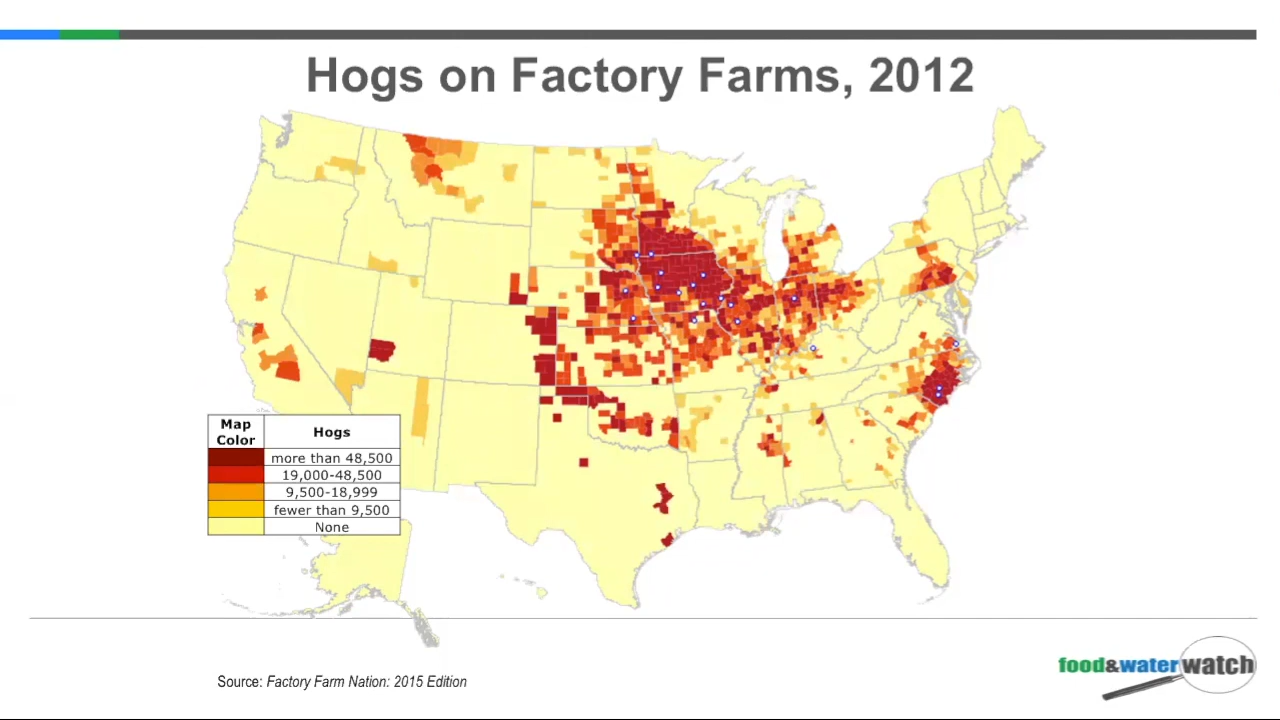 Hogs on Factory Farms, 2012
Map Color
Hogs
more than 48,500
19,000-48,500
9,500-18,999
fewer than 9,500
None
Source: Factory Farm Nation: 2015 Edition
food&waterwatch